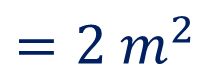 = 2 m²